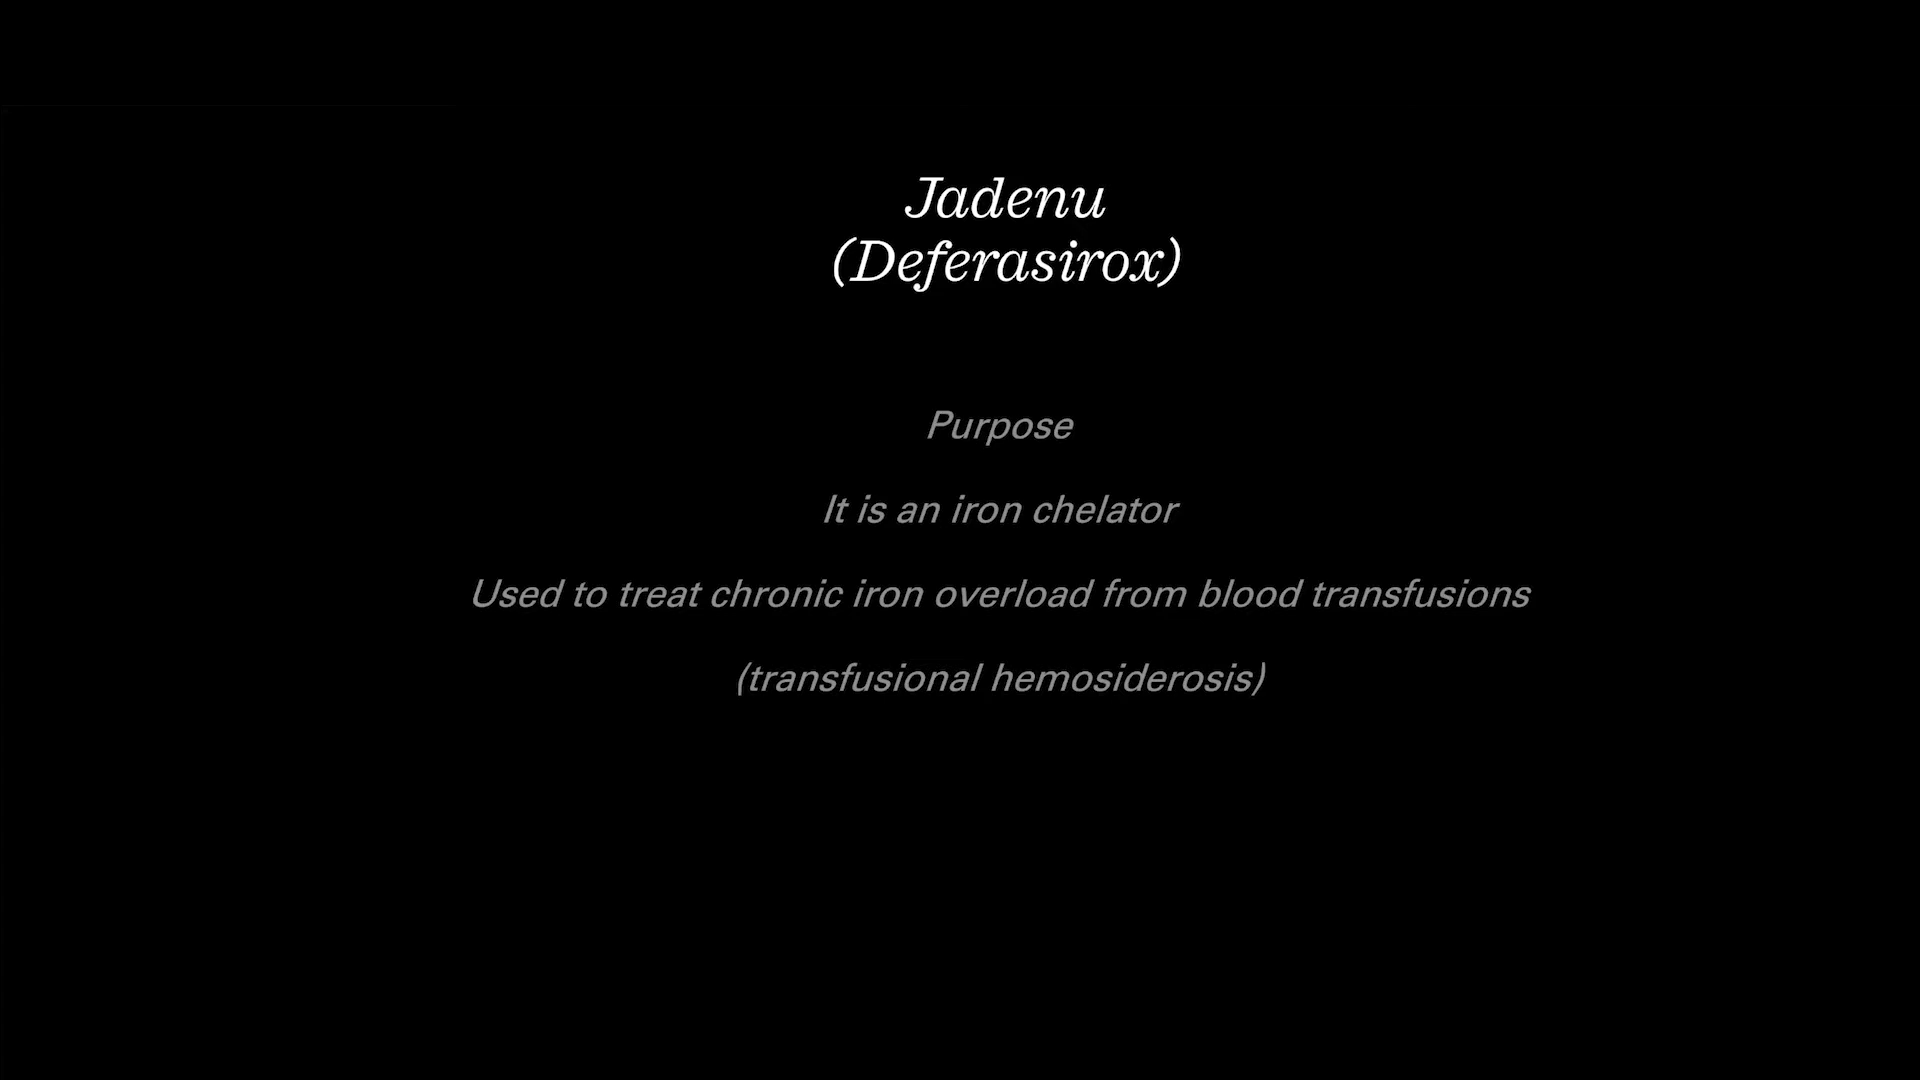 Jadenu
(Deferasirox)
Purpose
It is an iron chelator
Used to treat chronic iron overload from blood transfusions
(transfusional hemosiderosis)